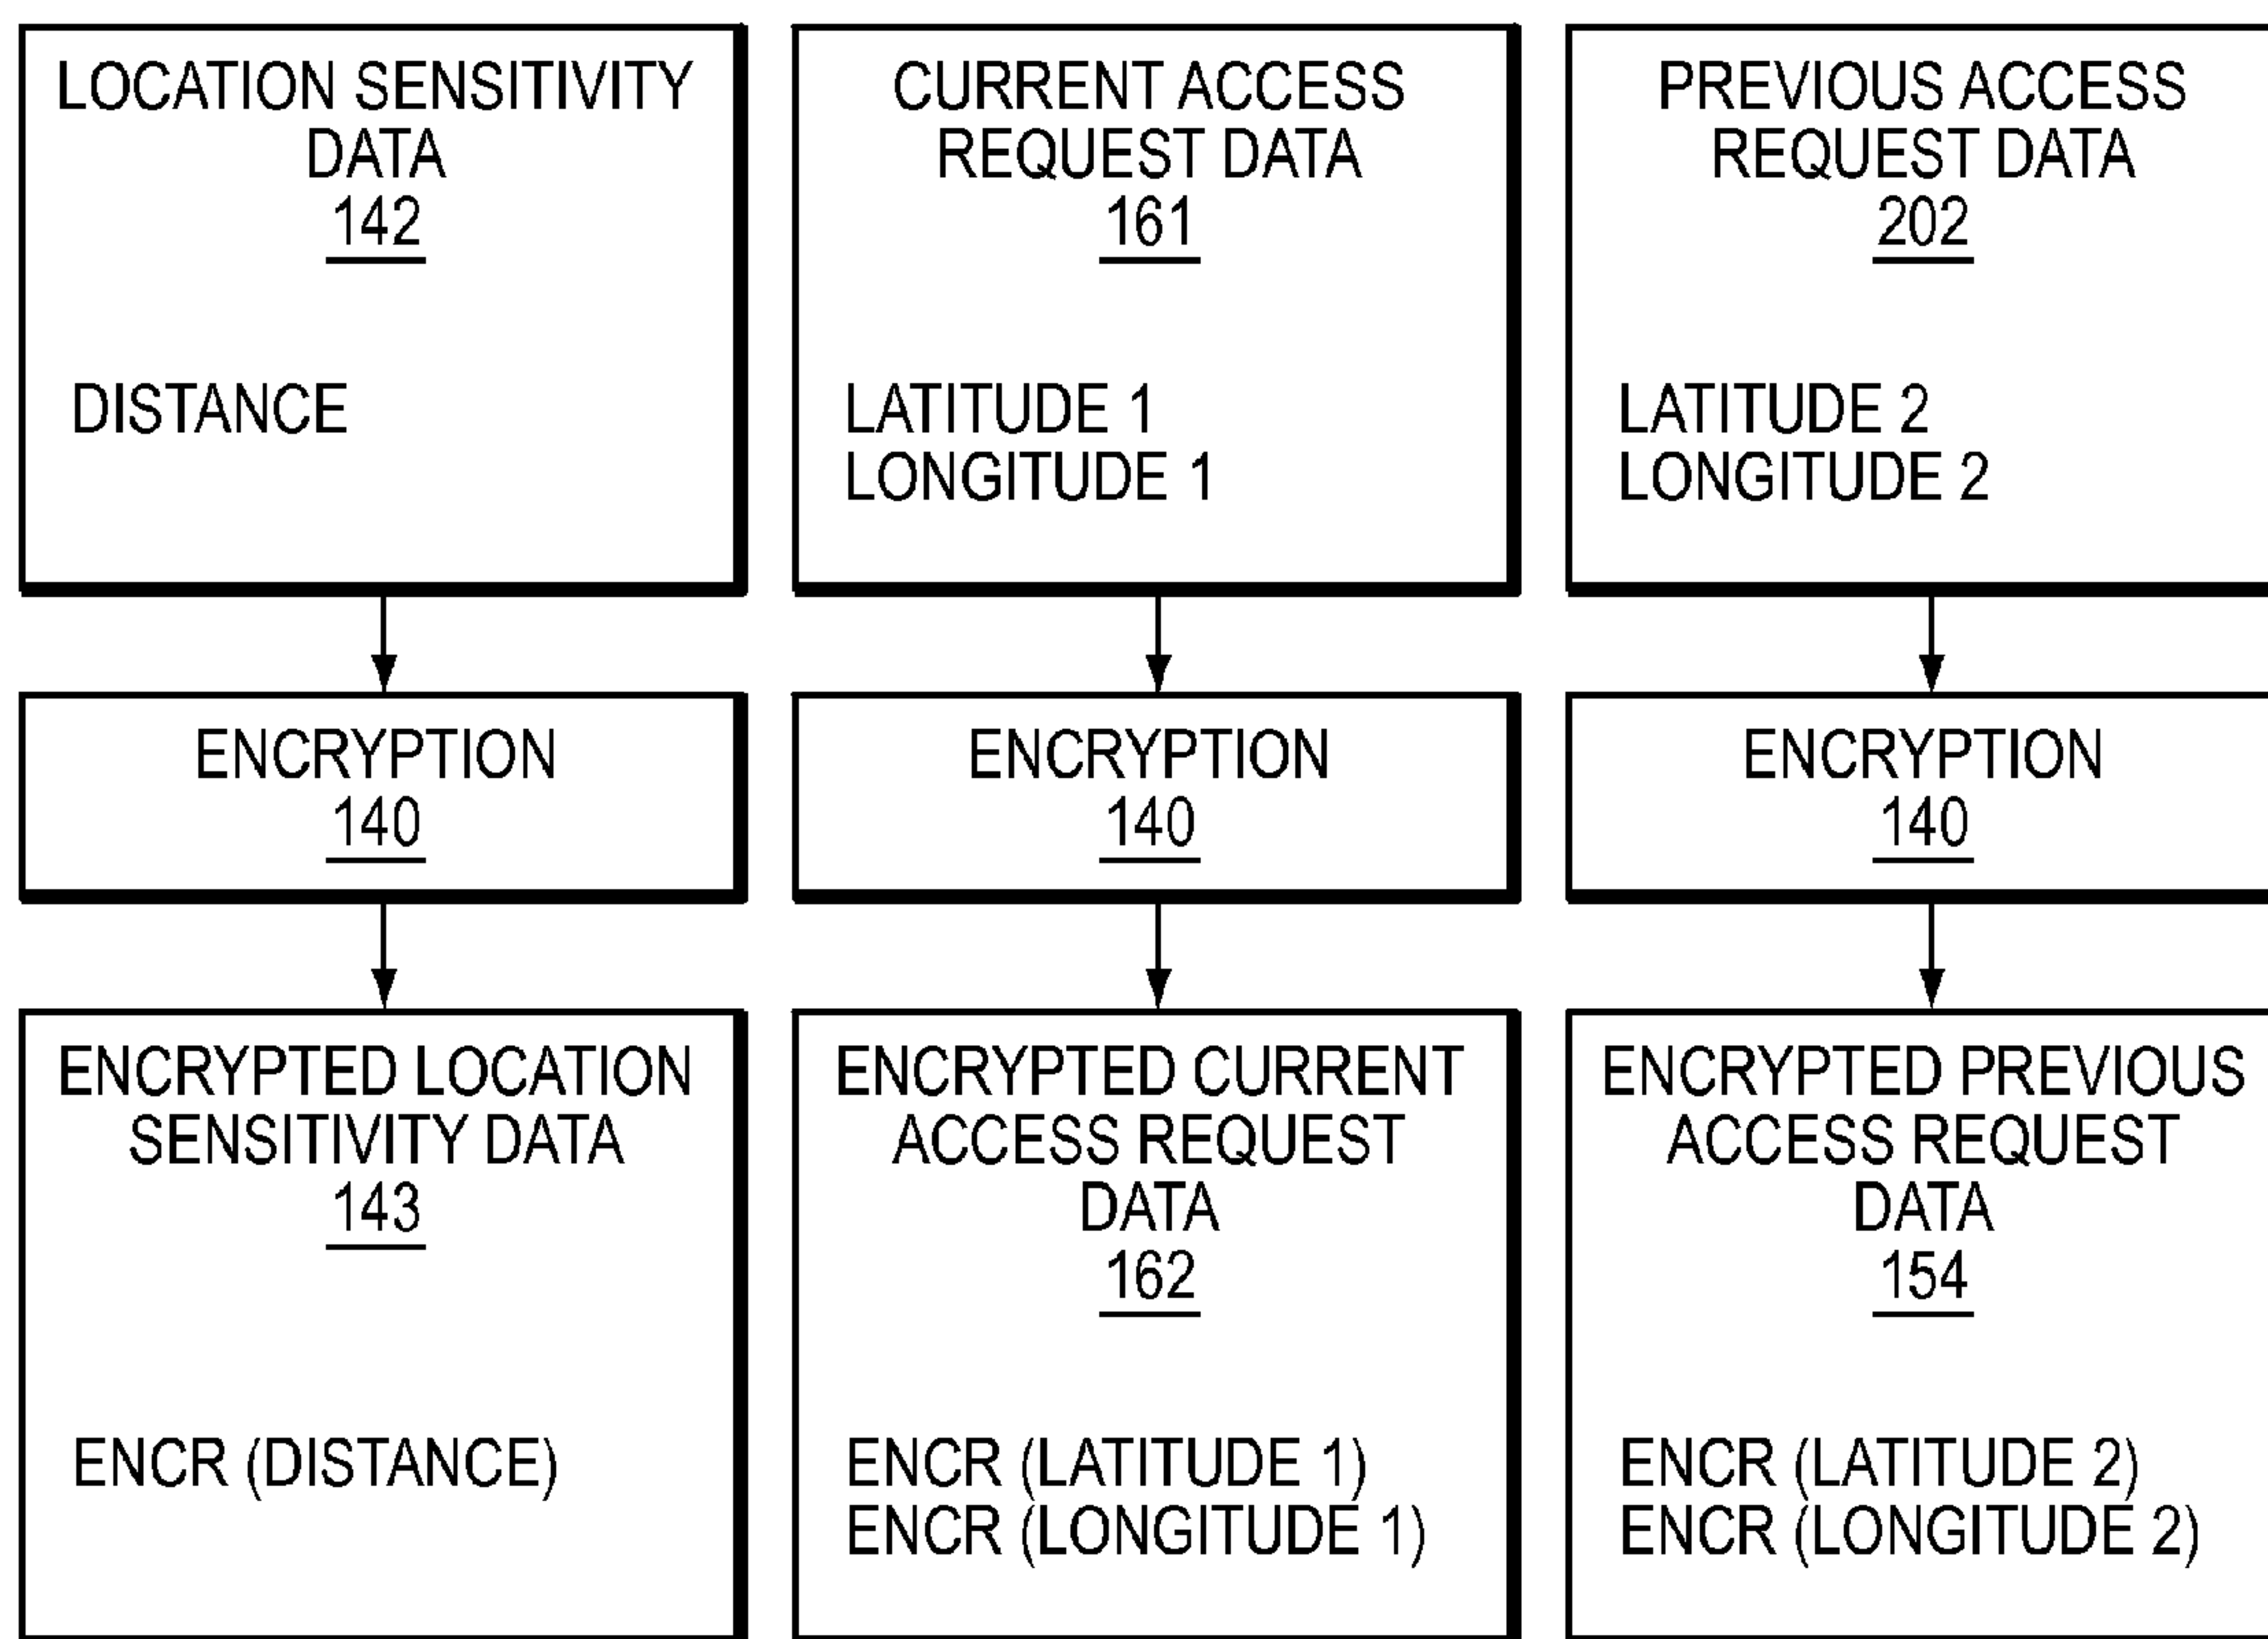 LOCATION SENSITIVITY
DATA
142
DISTANCE
CURRENT ACCESS
REQUEST DATA
161
LATITUDE 1
LONGITUDE 1
PREVIOUS ACCESS
REQUEST DATA
202
LATITUDE 2
LONGITUDE 2
ENCRYPTION
140
ENCRYPTION
140
ENCRYPTION
140
ENCRYPTED LOCATION
SENSITIVITY DATA
143
ENCR (DISTANCE)
ENCRYPTED CURRENT
ACCESS REQUEST
DATA
162
ENCR (LATITUDE 1)
ENCR (LONGITUDE 1)
ENCRYPTED PREVIOUS
ACCESS REQUEST
DATA
154
ENCR (LATITUDE 2)
ENCR (LONGITUDE 2)